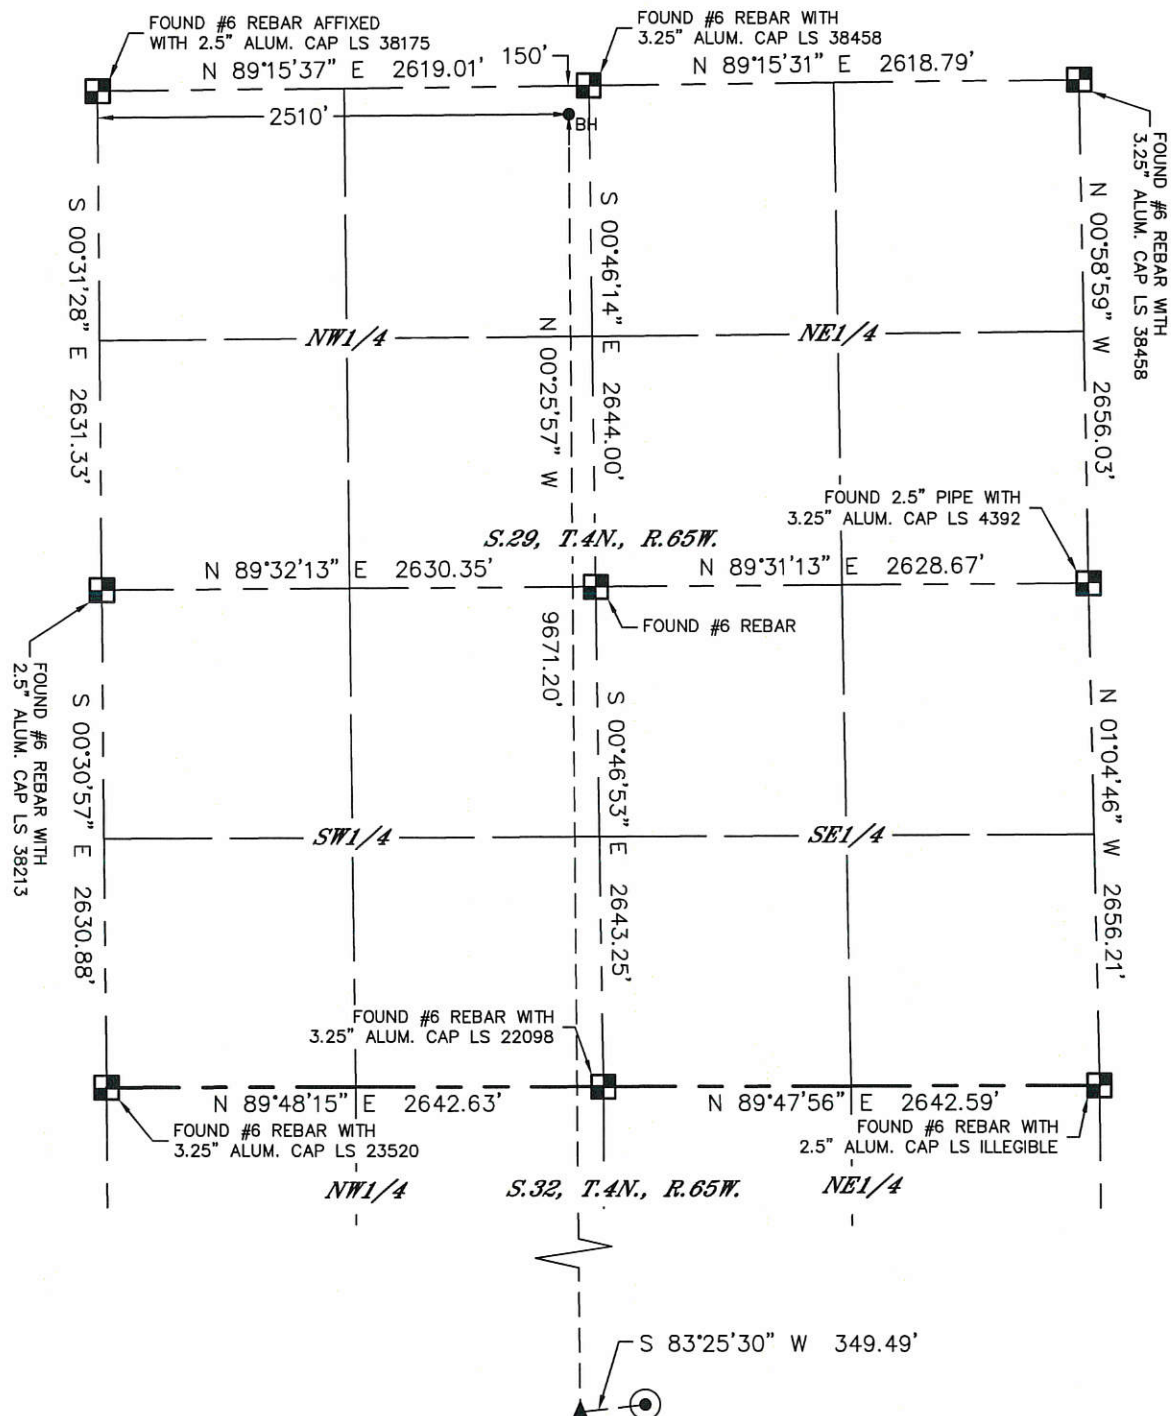 FOUND #6 REBAR AFFIXED
WITH 2.5" ALUM. CAP LS 38175
FOUND #6 REBAR WITH
3.25" ALUM. CAP LS 38458
N 89°15'37" E 2619.01'
150'
N 89°15'31" E 2618.79'
2510'
BH
FOUND #6 REBAR WITH
3.25" ALUM. CAP LS 38458
S 00°31'28" E 2631.33'
S 00°46'14" E 2644.00'
N 00°25'57" W 9671.20'
N 00°58'59" W 2656.03'
NW1/4
NE1/4
FOUND 2.5" PIPE WITH
3.25" ALUM. CAP LS 4392
S.29, T.4N., R.65W.
N 89°32'13" E 2630.35'
N 89°31'13" E 2628.67'
FOUND #6 REBAR
FOUND #6 REBAR WITH
2.5" ALUM. CAP LS 38213
S 00°30'57" E 2630.88'
S 00°46'53" E 2643.25'
N 01°04'46" W 2656.21'
SW1/4
SE1/4
FOUND #6 REBAR WITH
3.25" ALUM. CAP LS 22098
N 89°48'15" E 2642.63'
N 89°47'56" E 2642.59'
FOUND #6 REBAR WITH
3.25" ALUM. CAP LS 23520
FOUND #6 REBAR WITH
2.5" ALUM. CAP LS ILLEGIBLE
NW1/4
S.32, T.4N., R.65W.
NE1/4
S 83°25'30" W 349.49'